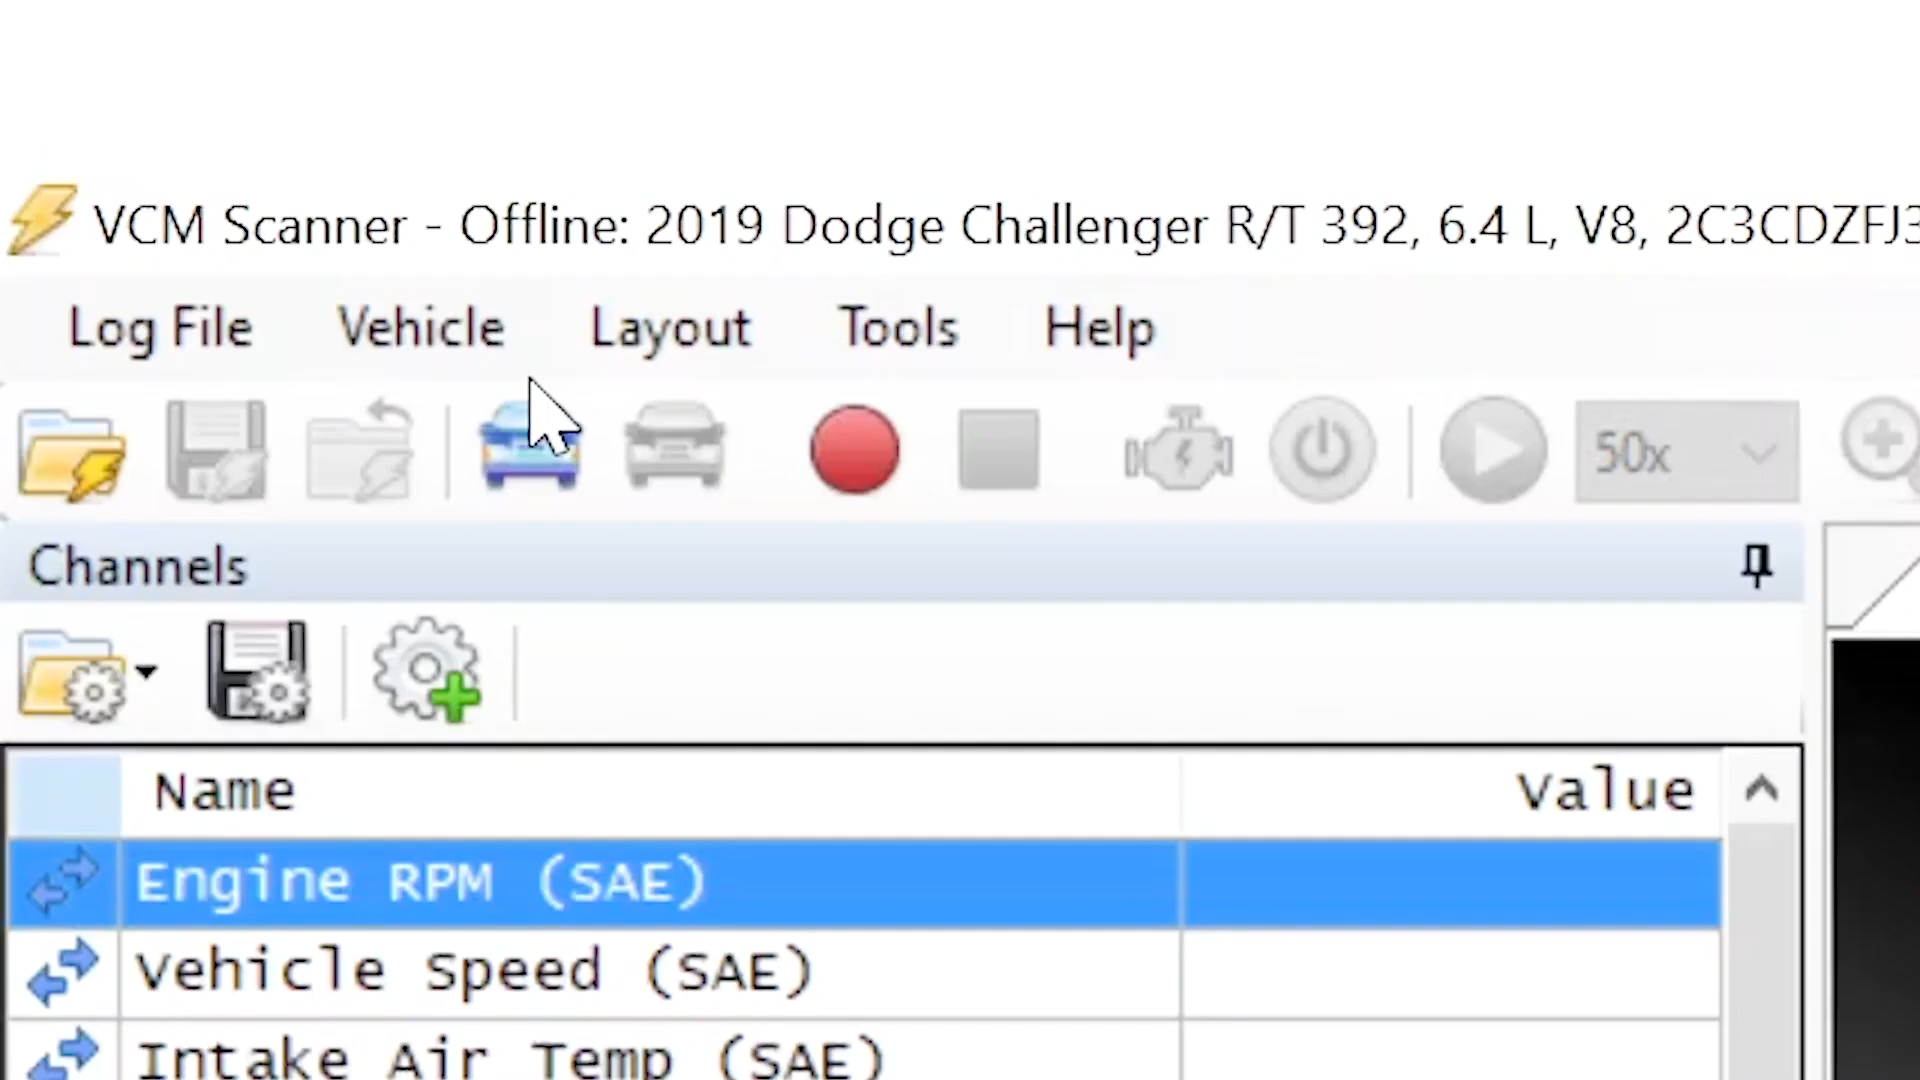 VCM Scanner - Offline: 2019 Dodge Challenger R/T 392, 6.4 L, V8, 2C3CDZFJ3
Log File Vehicle Layout Tools Help
50x
Channels
Name Value
Engine RPM (SAE)
Vehicle Speed (SAE)
Intake Air Temp (SAE)